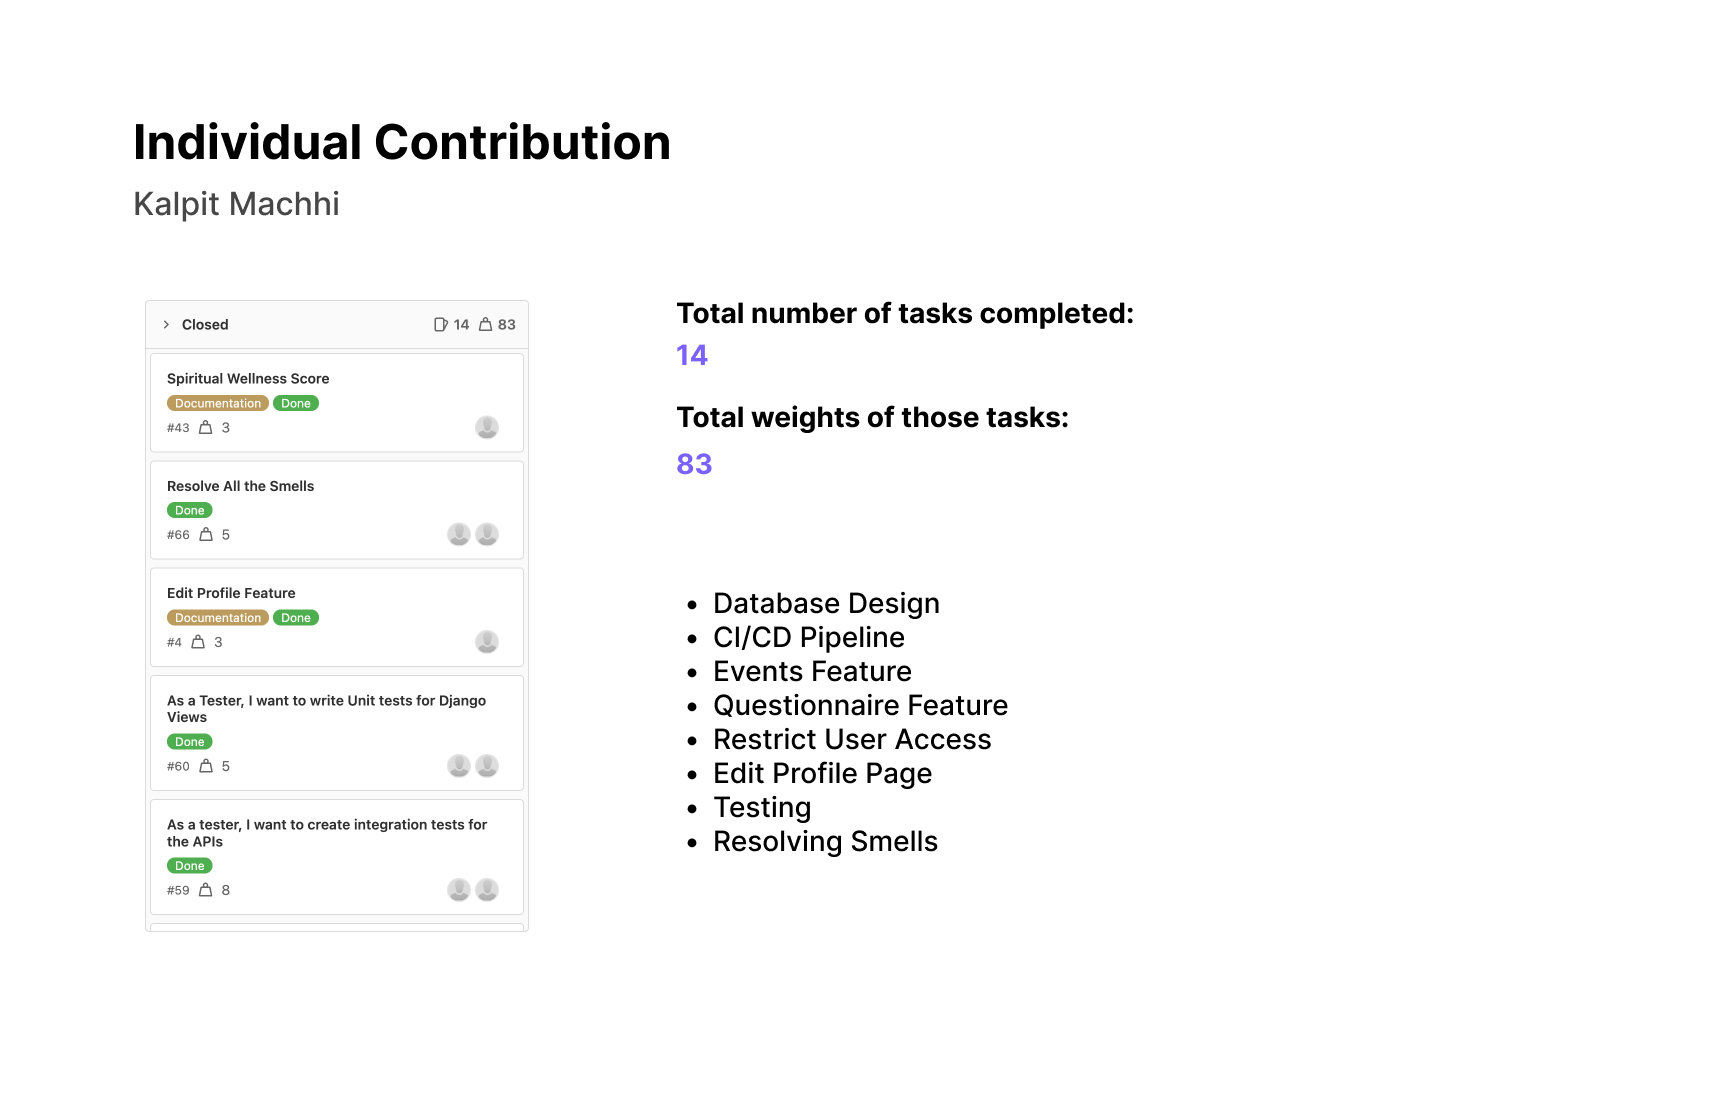 Individual Contribution
Kalpit Machhi
Closed 14 83
Spiritual Wellness Score
Documentation Done
#43 3
Resolve All the Smells
Done
#66 5
Edit Profile Feature
Documentation Done
#4 3
As a Tester, I want to write Unit tests for Django
Views
Done
#60 5
As a tester, I want to create integration tests for
the APIs
Done
#59 8
Total number of tasks completed:
14
Total weights of those tasks:
83
• Database Design
• CI/CD Pipeline
• Events Feature
• Questionnaire Feature
• Restrict User Access
• Edit Profile Page
• Testing
• Resolving Smells